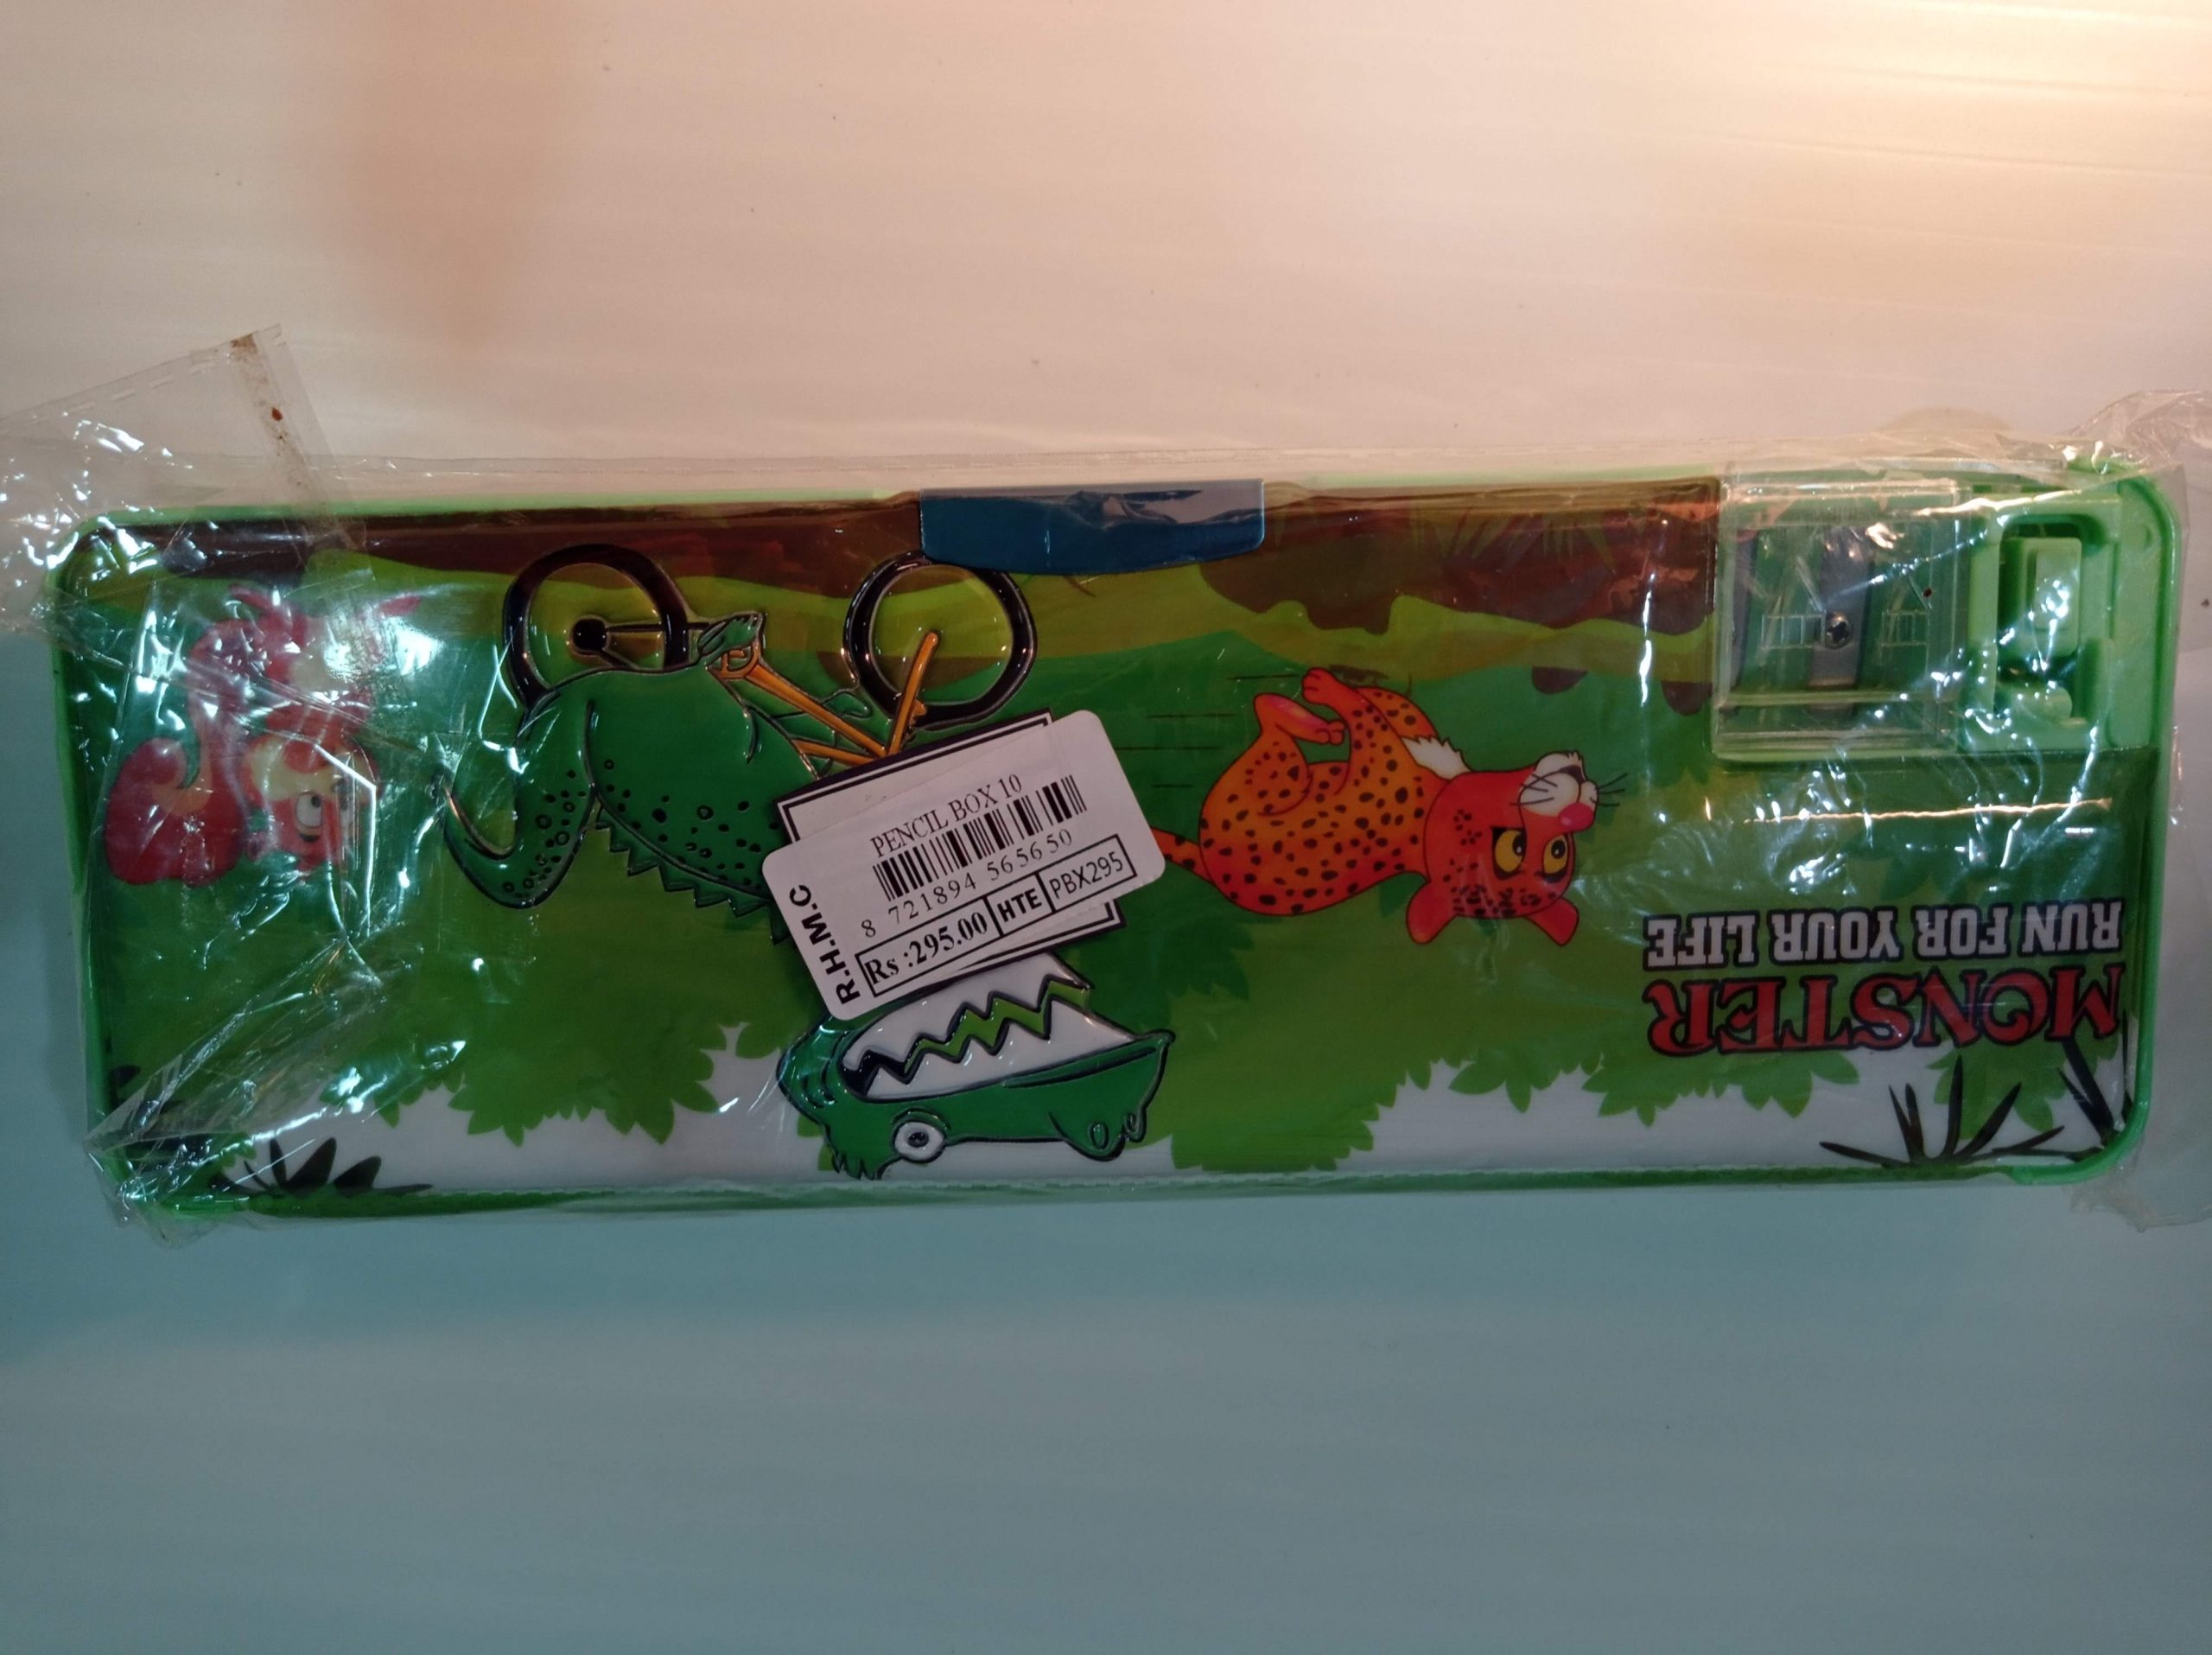 PENCIL BOX 10
8 721894 565650
Rs :295.00 HTE PBX295
R.H.M.C
MONSTER
RUN FOR YOUR LIFE